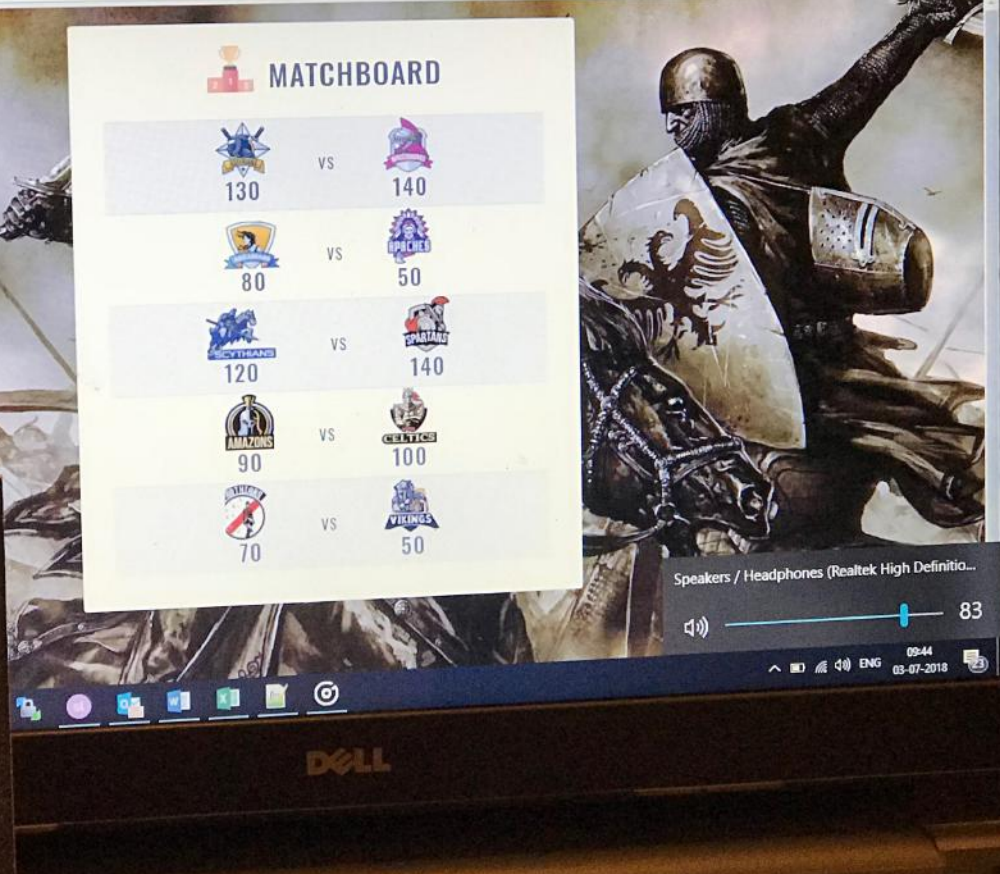 MATCHBOARD
VS
130 140
VS
APACHES
80 50
VS
SCYTHIANS SPARTANS
120 140
VS
AMAZONS CELTICS
90 100
VS
VIKINGS
70 50
Speakers / Headphones (Realtek High Definitio...
83
09:44
ENG
03-07-2018
23
DELL